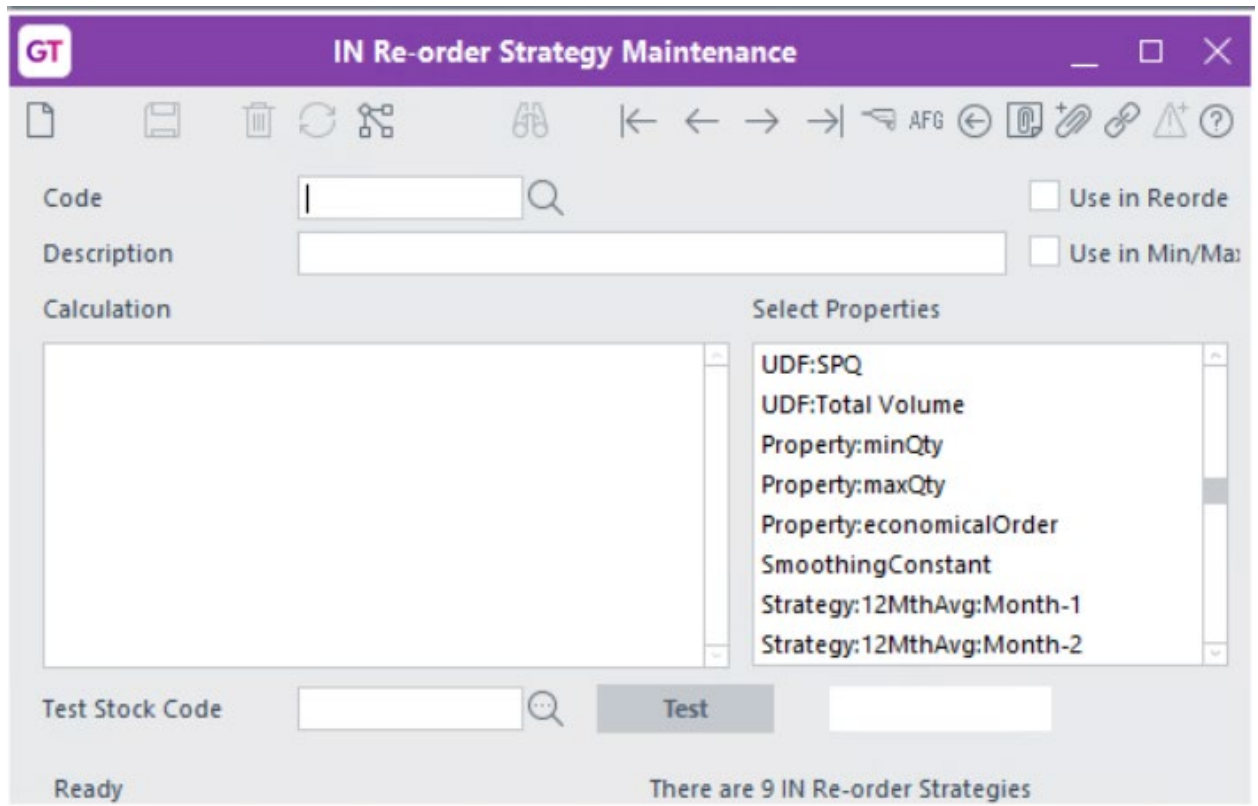 GT IN Re-order Strategy Maintenance
AFG
Code Use in Reorde
Description Use in Min/Max
Calculation Select Properties
UDF:SPQ
UDF:Total Volume
Property:minQty
Property:maxQty
Property:economicalOrder
SmoothingConstant
Strategy:12MthAvg:Month-1
Strategy:12MthAvg:Month-2
Test Stock Code Test
Ready There are 9 IN Re-order Strategies